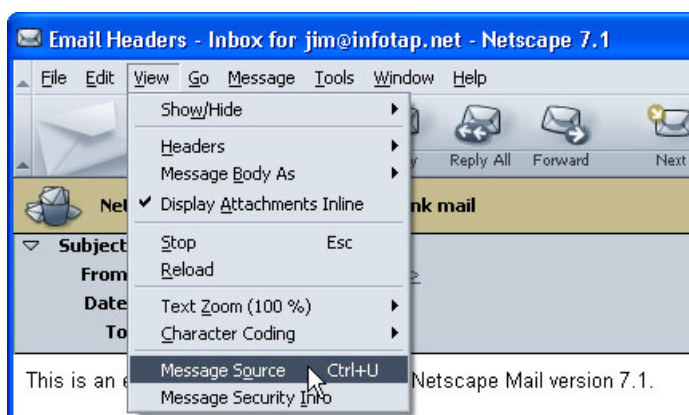 Email Headers - Inbox for jim@infotap.net - Netscape 7.1
File Edit View Go Message Tools Window Help
Show/Hide
Headers
Message Body As
Display Attachments Inline
Stop Esc
Reload
Text Zoom (100 %)
Character Coding
Message Source Ctrl+U
Message Security Info
Reply All Forward Next
mail
Subject
From
Date
To
This is an Netscape Mail version 7.1.